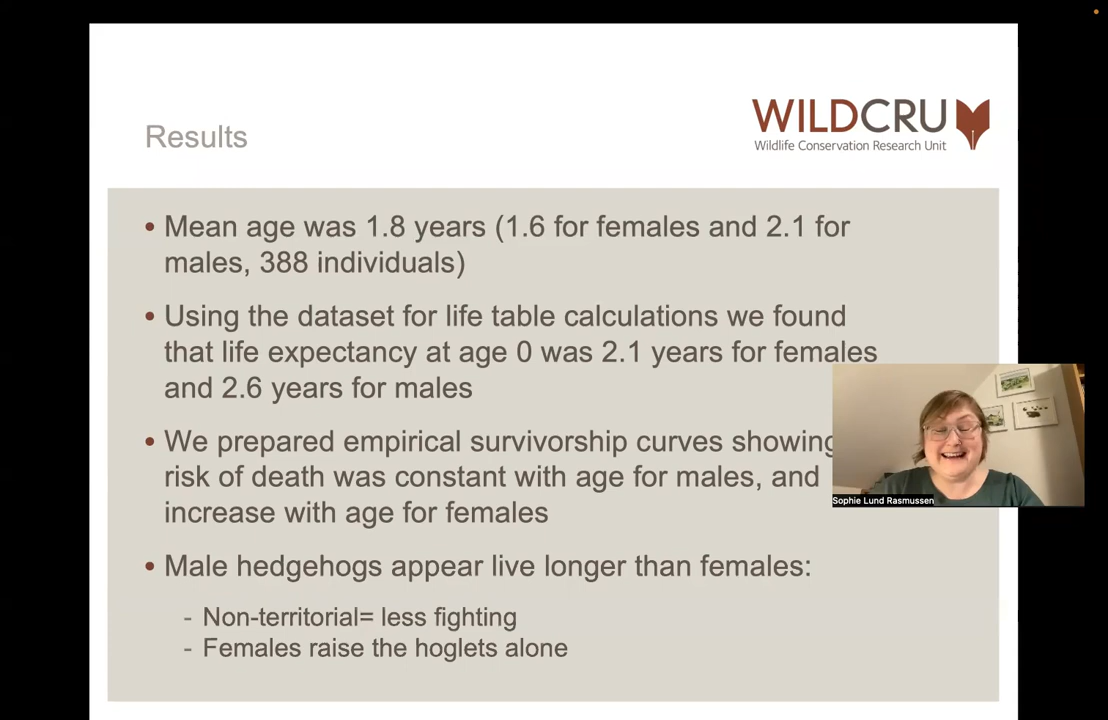 Results
WILDCRU
Wildlife Conservation Research Unit
• Mean age was 1.8 years (1.6 for females and 2.1 for
males, 388 individuals)
• Using the dataset for life table calculations we found
that life expectancy at age 0 was 2.1 years for females
and 2.6 years for males
• We prepared empirical survivorship curves showing
risk of death was constant with age for males, and
increase with age for females
• Male hedgehogs appear live longer than females:
- Non-territorial= less fighting
- Females raise the hoglets alone
Sophie Lund Rasmussen